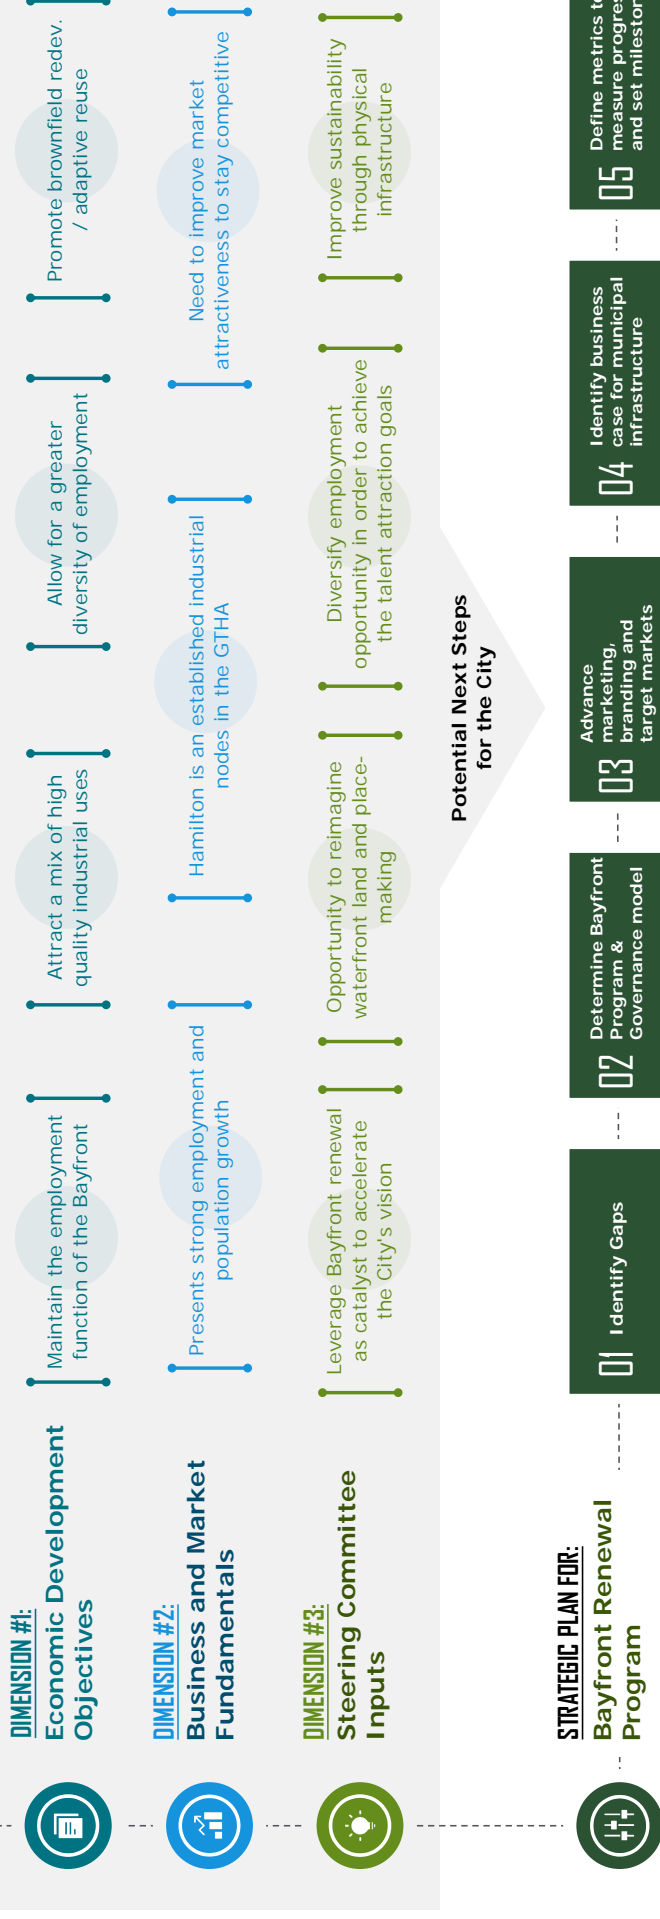 DIMENSION #1:
Economic Development
Objectives
Maintain the employment
function of the Bayfront
Attract a mix of high
quality industrial uses
Allow for a greater
diversity of employment
Promote brownfield redev.
/ adaptive reuse
DIMENSION #2:
Business and Market
Fundamentals
Presents strong employment and
population growth
Hamilton is an established industrial
nodes in the GTHA
Need to improve market
attractiveness to stay competitive
DIMENSION #3:
Steering Committee
Inputs
Leverage Bayfront renewal
as catalyst to accelerate
the City's vision
Opportunity to reimagine
waterfront land and place-
making
Diversify employment
opportunity in order to achieve
the talent attraction goals
Improve sustainability
through physical
infrastructure
Potential Next Steps
for the City
STRATEGIC PLAN FOR:
Bayfront Renewal
Program
01 Identify Gaps
02 Determine Bayfront
Program &
Governance model
03 Advance
marketing,
branding and
target markets
04 Identify business
case for municipal
infrastructure
05 Define metrics to
measure
and set